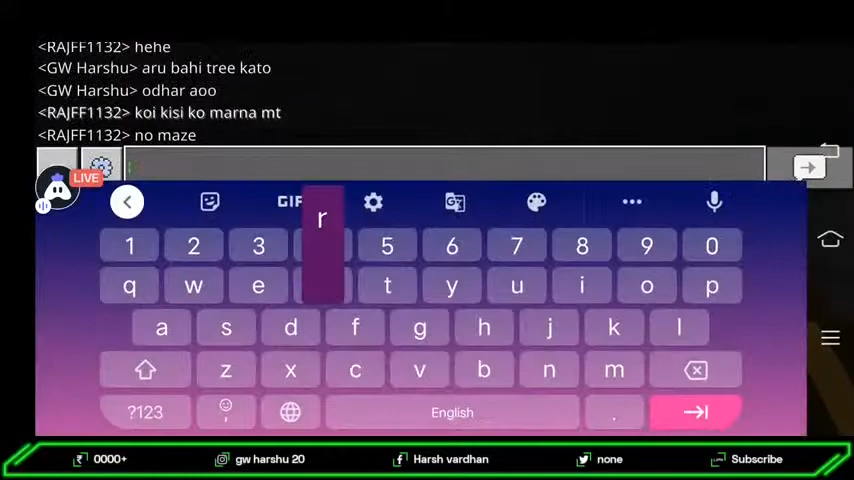 <RAJFF1132> hehe
<GW Harshu> aru bahi tree kato
<GW Harshu> odhar aoo
<RAJFF1132> koi kisi ko marna mt
<RAJFF1132> no maze
LIVE
GIF
r
1 2 3 5 6 7 8 9 0
q w e t y u i o p
a s d f g h j k l
z x c v b n m
?123 , English .
₹ 0000+ gw harshu 20 Harsh vardhan none Subscribe